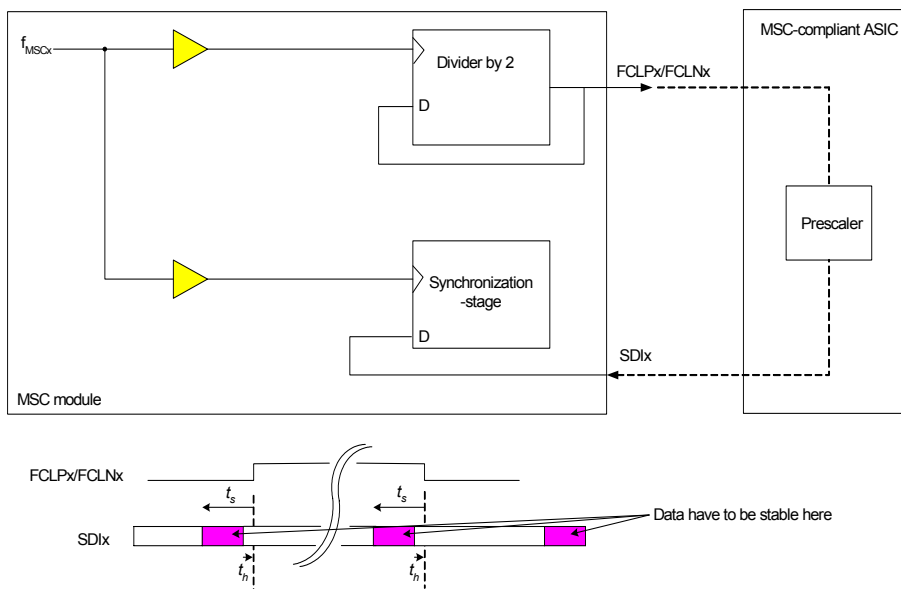 MSC-compliant ASIC
fMSCx
Divider by 2
FCLPx/FCLNx
D
Prescaler
Synchronization
-stage
D
SDIx
MSC module
FCLPx/FCLNx
ts
ts
Data have to be stable here
SDIx
th
th